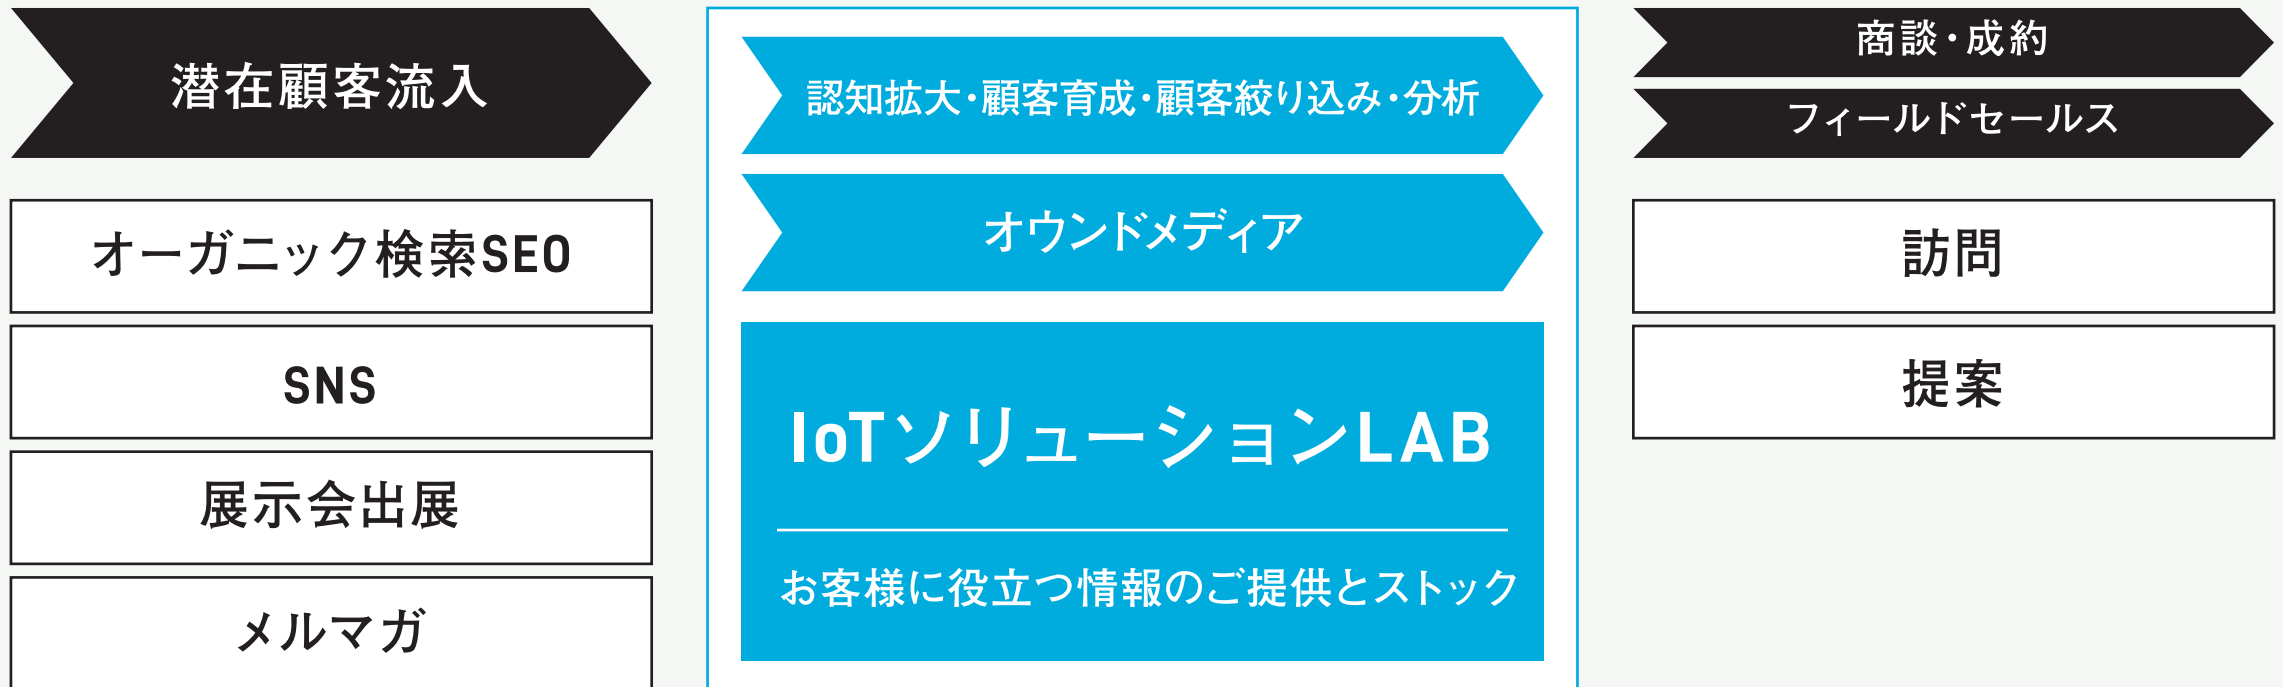 潜在顧客流入
オーガニック検索SEO
SNS
展示会出展
メルマガ
認知拡大・顧客育成・顧客絞り込み・分析
オウンドメディア
IoTソリューションLAB
お客様に役立つ情報のご提供とストック
商談・成約
フィールドセールス
訪問
提案